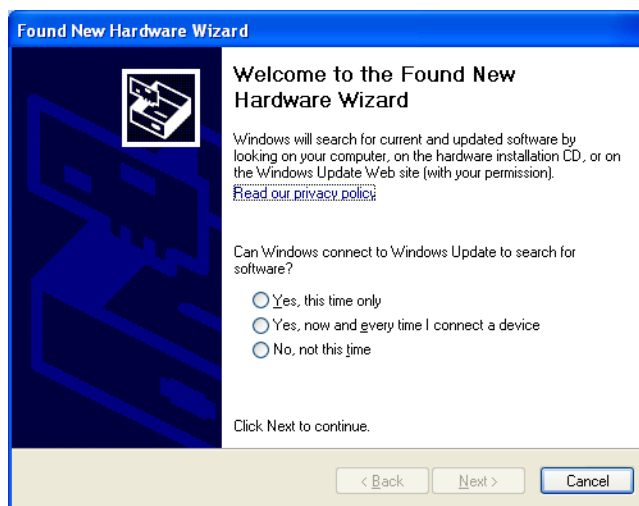 Found New Hardware Wizard
Welcome to the Found New
Hardware Wizard
Windows will search for current and updated software by
looking on your computer, on the hardware installation CD, or on
the Windows Update Web site (with your permission).
Read our privacy policy
Can Windows connect to Windows Update to search for
software?
Yes, this time only
Yes, now and every time I connect a device
No, not this time
Click Next to continue.
< Back Next > Cancel